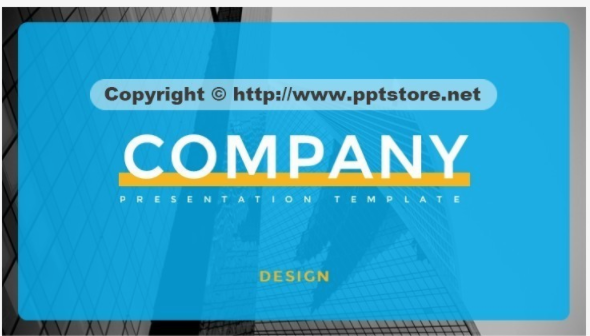 Copyright © http://www.pptstore.net
COMPANY
PRESENTATION TEMPLATE
DESIGN